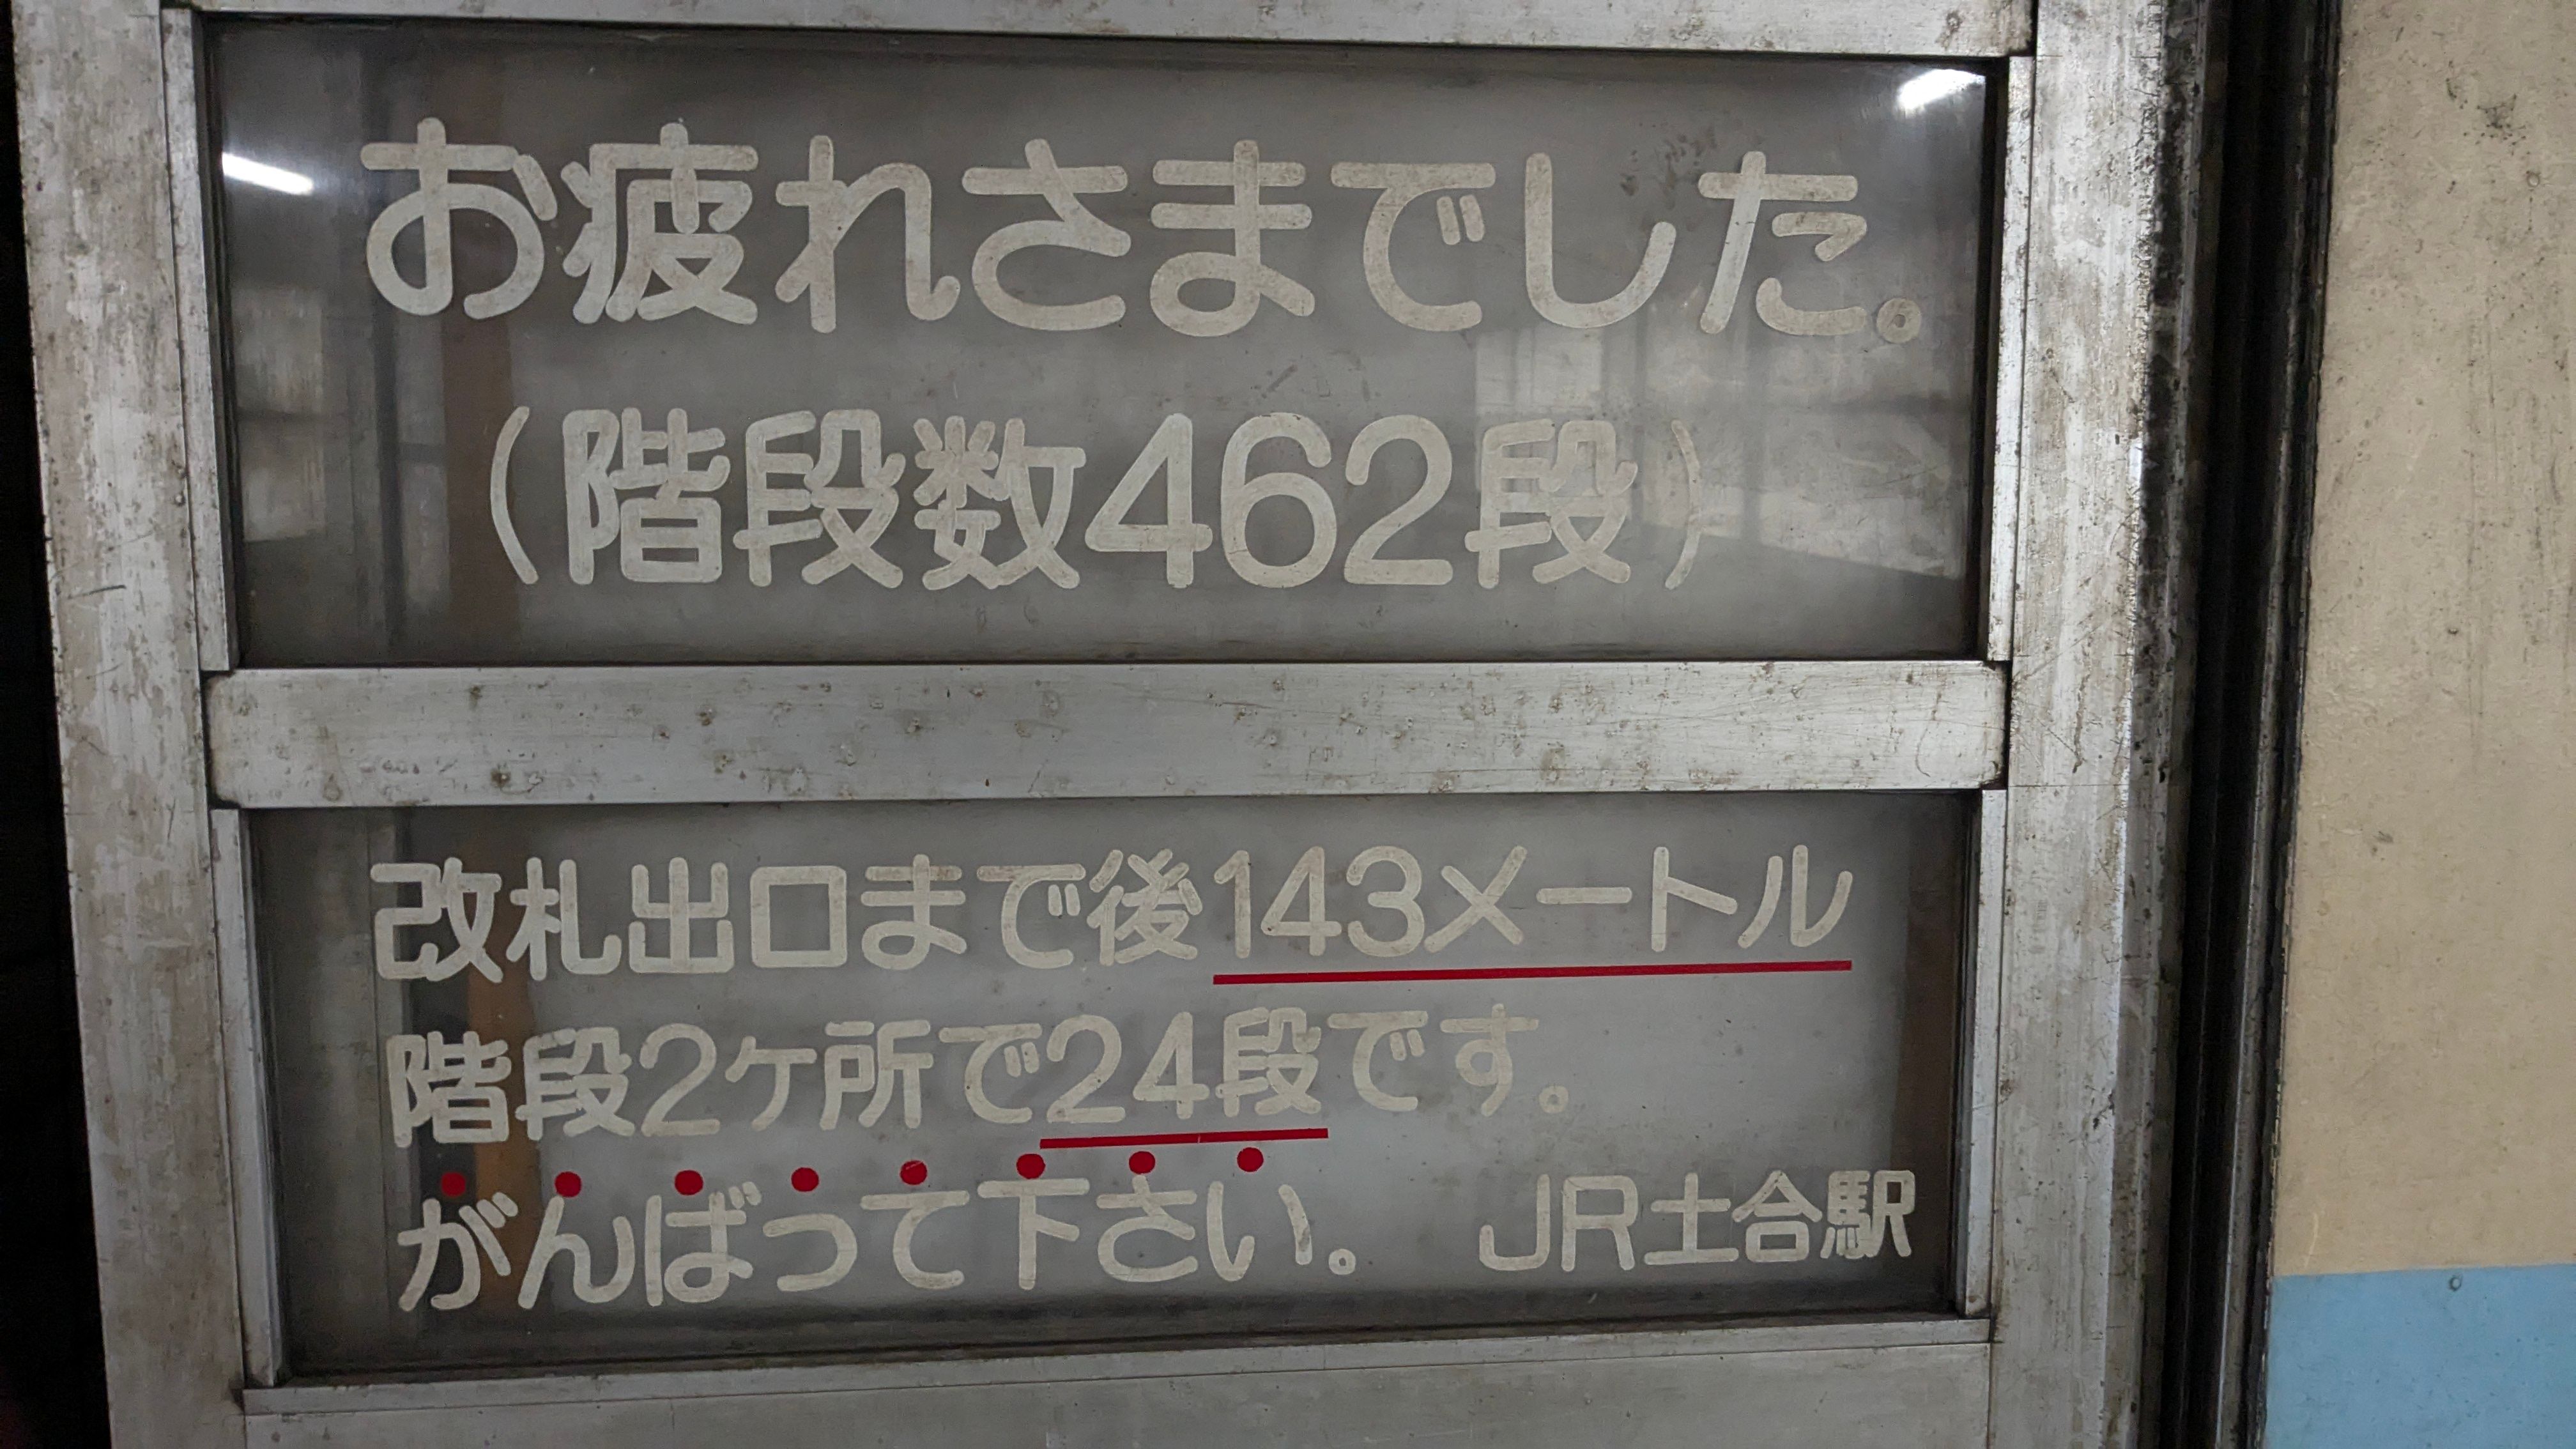 お疲れさまでした。
(階段数462段)
改札出口まで後143メートル
階段2ヶ所で24段です。
がんばって下さい。 JR土合駅